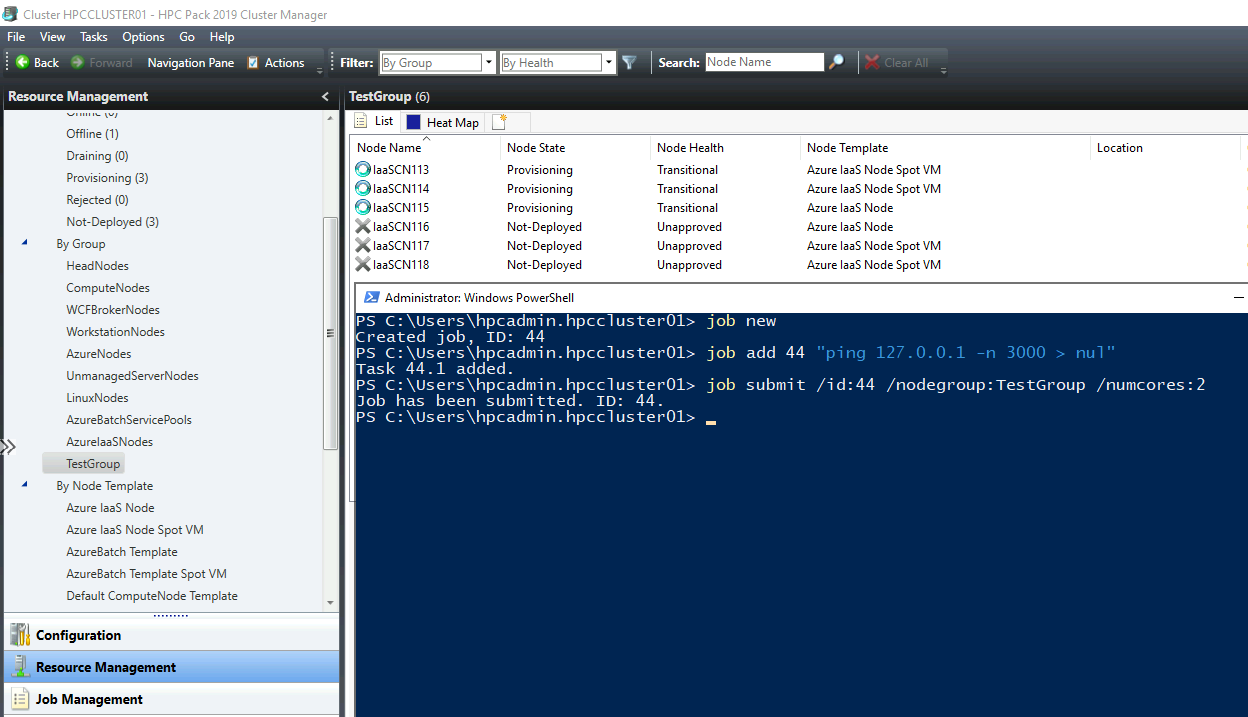 Cluster HPCCLUSTER01 - HPC Pack 2019 Cluster Manager
File View Tasks Options Go Help
Back Forward Navigation Pane Actions Filter: By Group By Health Search: Node Name Clear All
Resource Management <
TestGroup (6)
List Heat Map
Online (0)
Offline (1)
Draining (0)
Provisioning (3)
Rejected (0)
Not-Deployed (3)
By Group
HeadNodes
ComputeNodes
WCFBrokerNodes
WorkstationNodes
AzureNodes
UnmanagedServerNodes
LinuxNodes
AzureBatchServicePools
AzureIaaSNodes
TestGroup
By Node Template
Azure IaaS Node
Azure IaaS Node Spot VM
AzureBatch Template
AzureBatch Template Spot VM
Default ComputeNode Template
Configuration
Resource Management
Job Management
Node Name Node State Node Health Node Template Location
IaaSCN113 Provisioning Transitional Azure IaaS Node Spot VM
IaaSCN114 Provisioning Transitional Azure IaaS Node Spot VM
IaaSCN115 Provisioning Transitional Azure IaaS Node
IaaSCN116 Not-Deployed Unapproved Azure IaaS Node
IaaSCN117 Not-Deployed Unapproved Azure IaaS Node Spot VM
IaaSCN118 Not-Deployed Unapproved Azure IaaS Node Spot VM
Administrator: Windows PowerShell
PS C:\Users\hpcadmin.hpccluster01> job new
Created job, ID: 44
PS C:\Users\hpcadmin.hpccluster01> job add 44 "ping 127.0.0.1 -n 3000 > nul"
Task 44.1 added.
PS C:\Users\hpcadmin.hpccluster01> job submit /id:44 /nodegroup:TestGroup /numcores:2
Job has been submitted. ID: 44.
PS C:\Users\hpcadmin.hpccluster01>